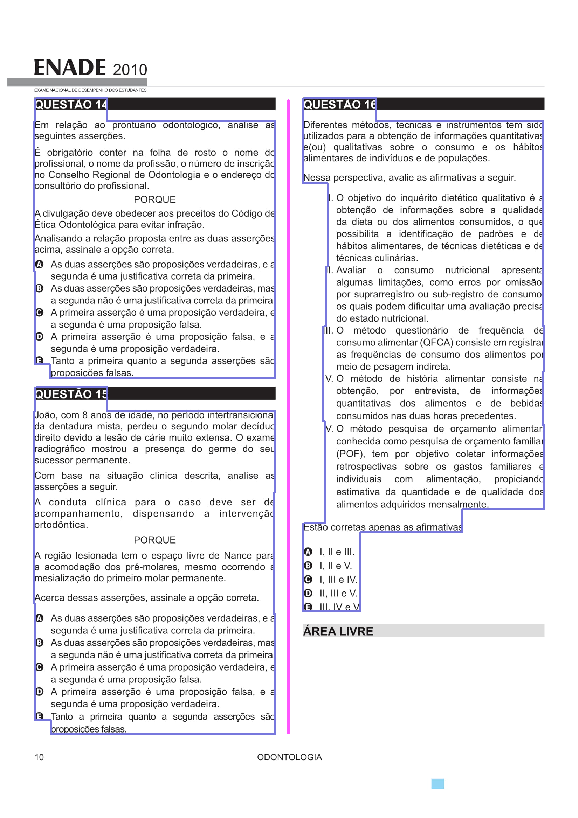 ENADE 2010
EXAME NACIONAL DE DESEMPENHO DOS ESTUDANTES
QUESTÃO 14
Em relação ao prontuário odontológico, analise as
seguintes asserções.
É obrigatório conter na folha de rosto o nome do
profissional, o nome da profissão, o número de inscrição
no Conselho Regional de Odontologia e o endereço do
consultório do profissional.
PORQUE
A divulgação deve obedecer aos preceitos do Código de
Ética Odontológica para evitar infração.
Analisando a relação proposta entre as duas asserções
acima, assinale a opção correta.
A As duas asserções são proposições verdadeiras, e a
segunda é uma justificativa correta da primeira.
B As duas asserções são proposições verdadeiras, mas
a segunda não é uma justificativa correta da primeira.
C A primeira asserção é uma proposição verdadeira, e
a segunda é uma proposição falsa.
D A primeira asserção é uma proposição falsa, e a
segunda é uma proposição verdadeira.
E Tanto a primeira quanto a segunda asserções são
proposições falsas.
QUESTÃO 15
João, com 8 anos de idade, no período intertransicional
da dentadura mista, perdeu o segundo molar decíduo
direito devido a lesão de cárie muito extensa. O exame
radiográfico mostrou a presença do germe do seu
sucessor permanente.
Com base na situação clínica descrita, analise as
asserções a seguir.
A conduta clínica para o caso deve ser de
acompanhamento, dispensando a intervenção
ortodôntica.
PORQUE
A região lesionada tem o espaço livre de Nance para
a acomodação dos pré-molares, mesmo ocorrendo a
mesialização do primeiro molar permanente.
Acerca dessas asserções, assinale a opção correta.
A As duas asserções são proposições verdadeiras, e a
segunda é uma justificativa correta da primeira.
B As duas asserções são proposições verdadeiras, mas
a segunda não é uma justificativa correta da primeira.
C A primeira asserção é uma proposição verdadeira, e
a segunda é uma proposição falsa.
D A primeira asserção é uma proposição falsa, e a
segunda é uma proposição verdadeira.
E Tanto a primeira quanto a segunda asserções são
proposições falsas.
QUESTÃO 16
Diferentes métodos, técnicas e instrumentos tem sido
utilizados para a obtenção de informações quantitativas
e(ou) qualitativas sobre o consumo e os hábitos
alimentares de indivíduos e de populações.
Nessa perspectiva, avalie as afirmativas a seguir.
I. O objetivo do inquérito dietético qualitativo é a
obtenção de informações sobre a qualidade
da dieta ou dos alimentos consumidos, o que
possibilita a identificação de padrões e de
hábitos alimentares, de técnicas dietéticas e de
técnicas culinárias.
II. Avaliar o consumo nutricional apresenta
algumas limitações, como erros por omissão,
por suprarregistro ou sub-registro de consumo,
os quais podem dificultar uma avaliação precisa
do estado nutricional.
III. O método questionário de frequência de
consumo alimentar (QFCA) consiste em registrar
as frequências de consumo dos alimentos por
meio de pesagem indireta.
IV. O método de história alimentar consiste na
obtenção, por entrevista, de informações
quantitativas dos alimentos e de bebidas
consumidos nas duas horas precedentes.
V. O método pesquisa de orçamento alimentar,
conhecida como pesquisa de orçamento familiar
(POF), tem por objetivo coletar informações
retrospectivas sobre os gastos familiares e
individuais com alimentação, propiciando
estimativa da quantidade e de qualidade dos
alimentos adquiridos mensalmente.
Estão corretas apenas as afirmativas
A I, II e III.
B I, II e V.
C I, III e IV.
D II, III e V.
E III, IV e V.
ÁREA LIVRE
10
ODONTOLOGIA